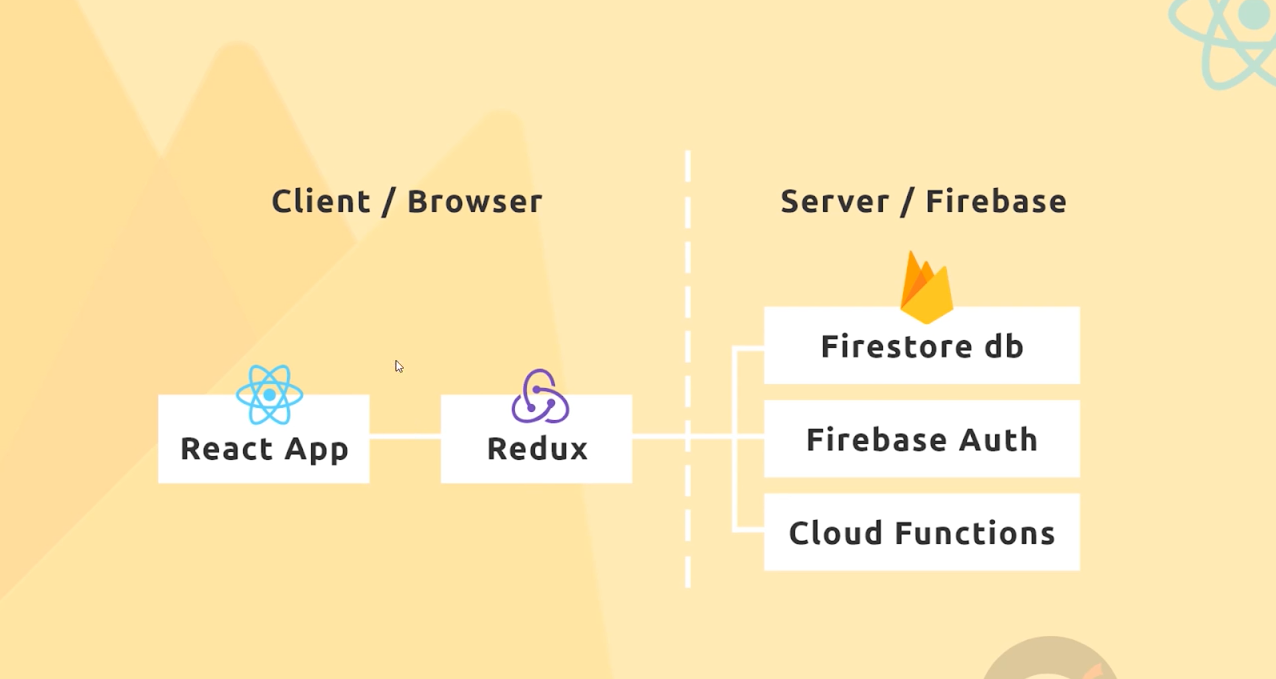 Client / Browser
Server / Firebase
React App
Redux
Firestore db
Firebase Auth
Cloud Functions